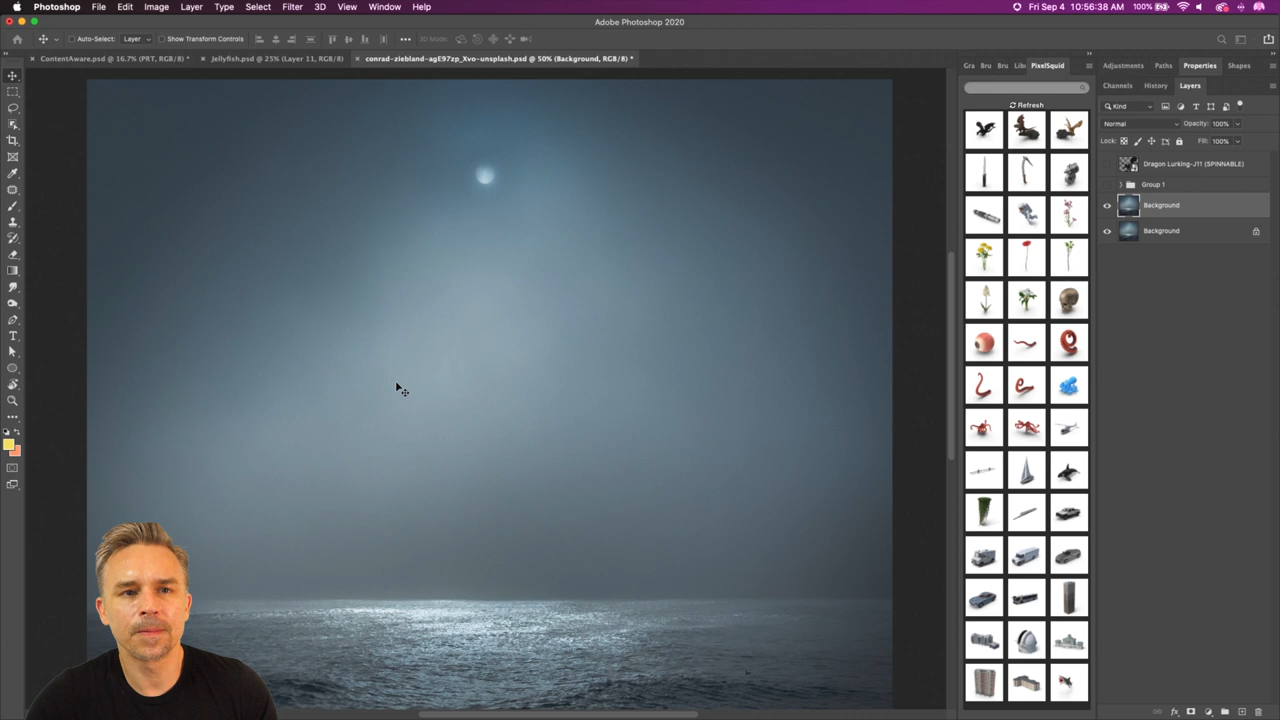 Photoshop File Edit Image Layer Type Select Filter 3D View Window Help 100% Fri Sep 4 10:56:38 AM
Adobe Photoshop 2020
Auto-Select: Layer Show Transform Controls 3D Mode:
ContentAware.psd @ 16.7% (PRT, RGB/8) * Jellyfish.psd @ 25% (Layer 11, RGB/8) conrad-ziebland-agE97zp_Xvo-unsplash.psd @ 50% (Background, RGB/8) *
Gra Bru Bru Lib PixelSquid Adjustments Paths Properties Shapes
Channels History Layers
Refresh
Kind
Normal Opacity: 100%
Lock: Fill: 100%
Dragon Lurking-J11 (SPINNABLE)
Group 1
Background
Background